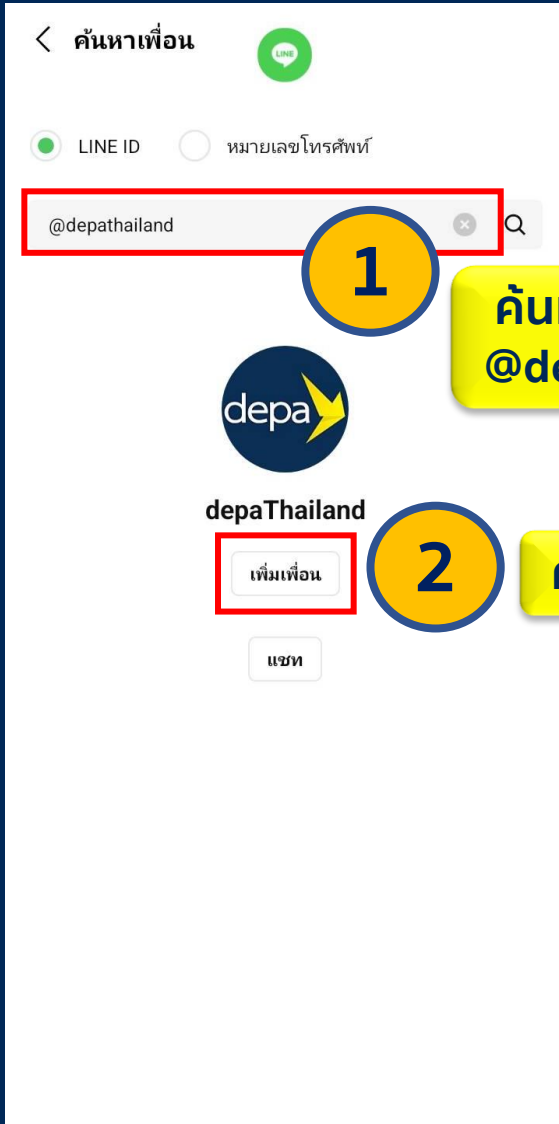 ค้นหาเพื่อน
LINE
LINE ID
หมายเลขโทรศัพท์
@depathailand
1
@de
depa
depaThailand
เพิ่มเพื่อน
2
แชท